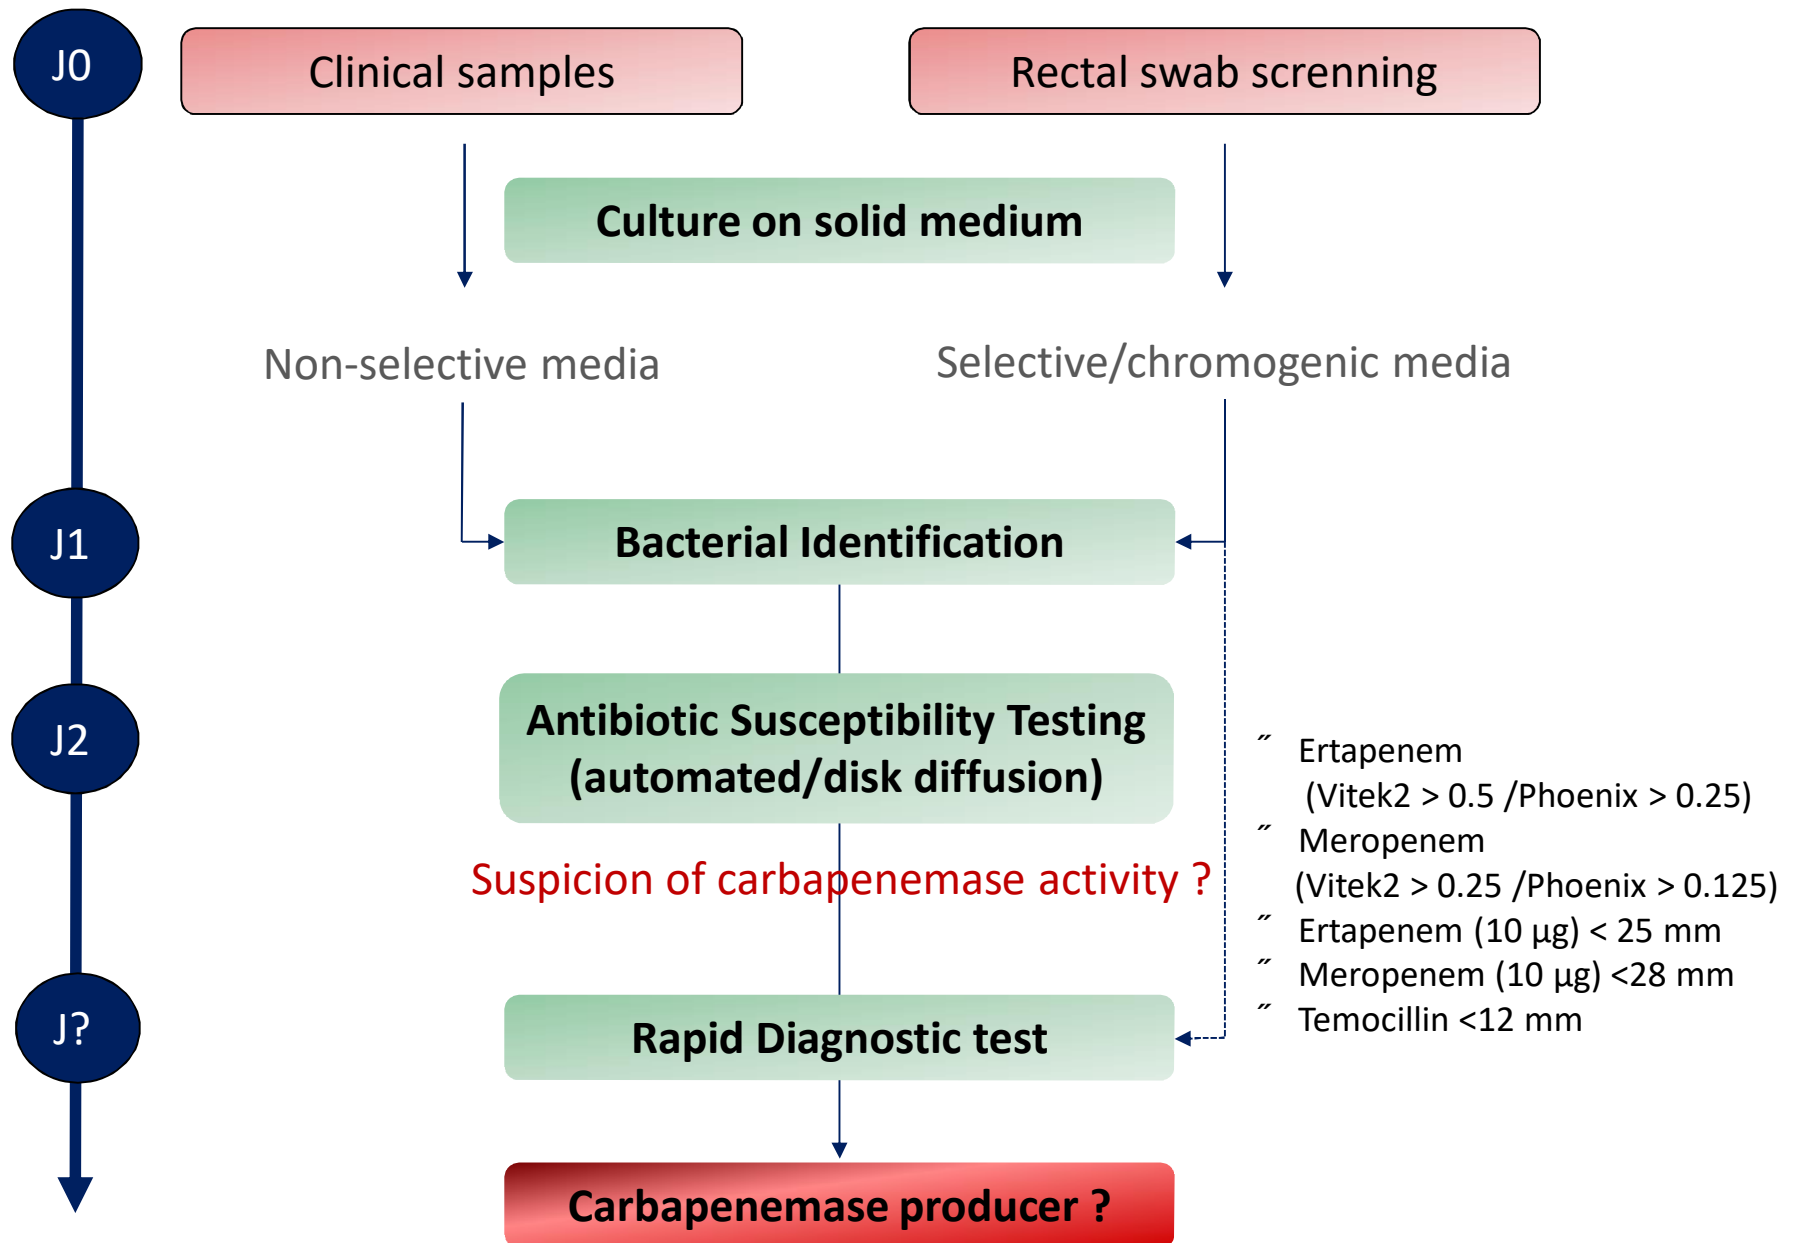 J0
Clinical samples
Rectal swab screnning
Culture on solid medium
Non-selective media
Selective/chromogenic media
J1
Bacterial Identification
J2
Antibiotic Susceptibility Testing
(automated/disk diffusion)
˝ Ertapenem
(Vitek2 > 0.5 /Phoenix > 0.25)
˝ Meropenem
(Vitek2 > 0.25 /Phoenix > 0.125)
˝ Ertapenem (10 µg) < 25 mm
˝ Meropenem (10 µg) <28 mm
˝ Temocillin <12 mm
Suspicion of carbapenemase activity ?
J?
Rapid Diagnostic test
Carbapenemase producer ?